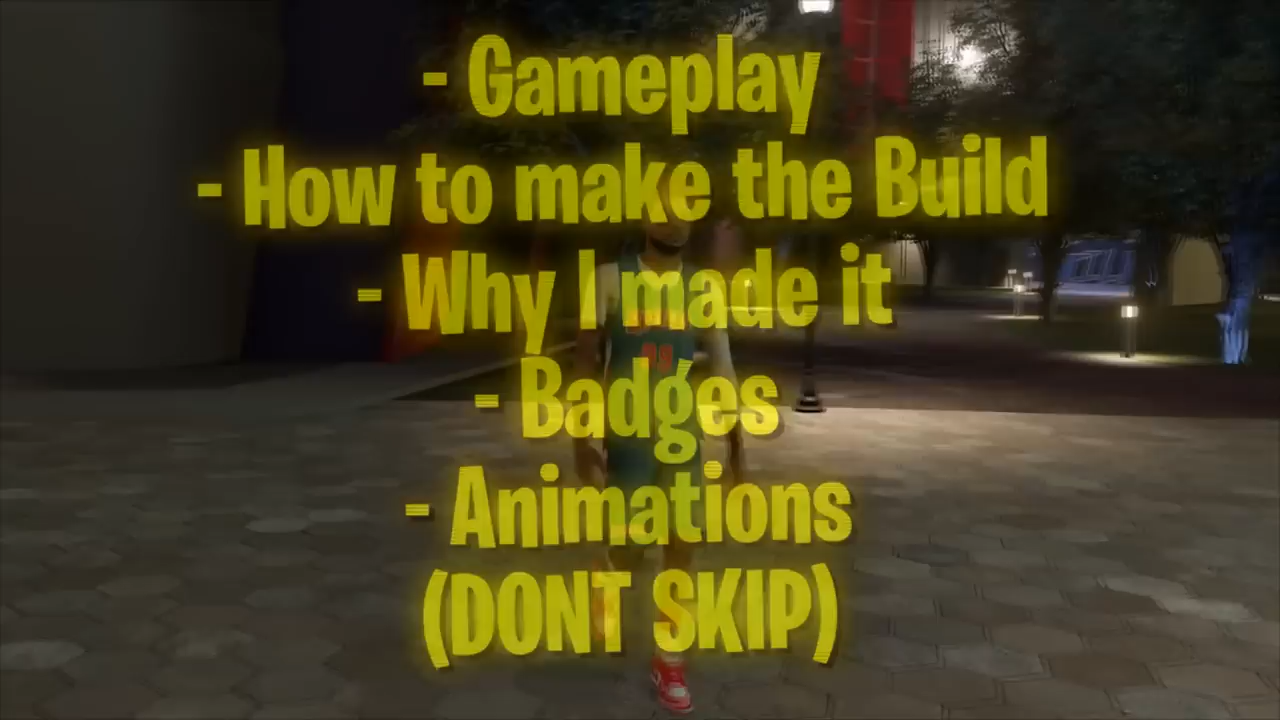 - Gameplay
- How to make the Build
- Why I made it
- Badges
- Animations
(DONT SKIP)